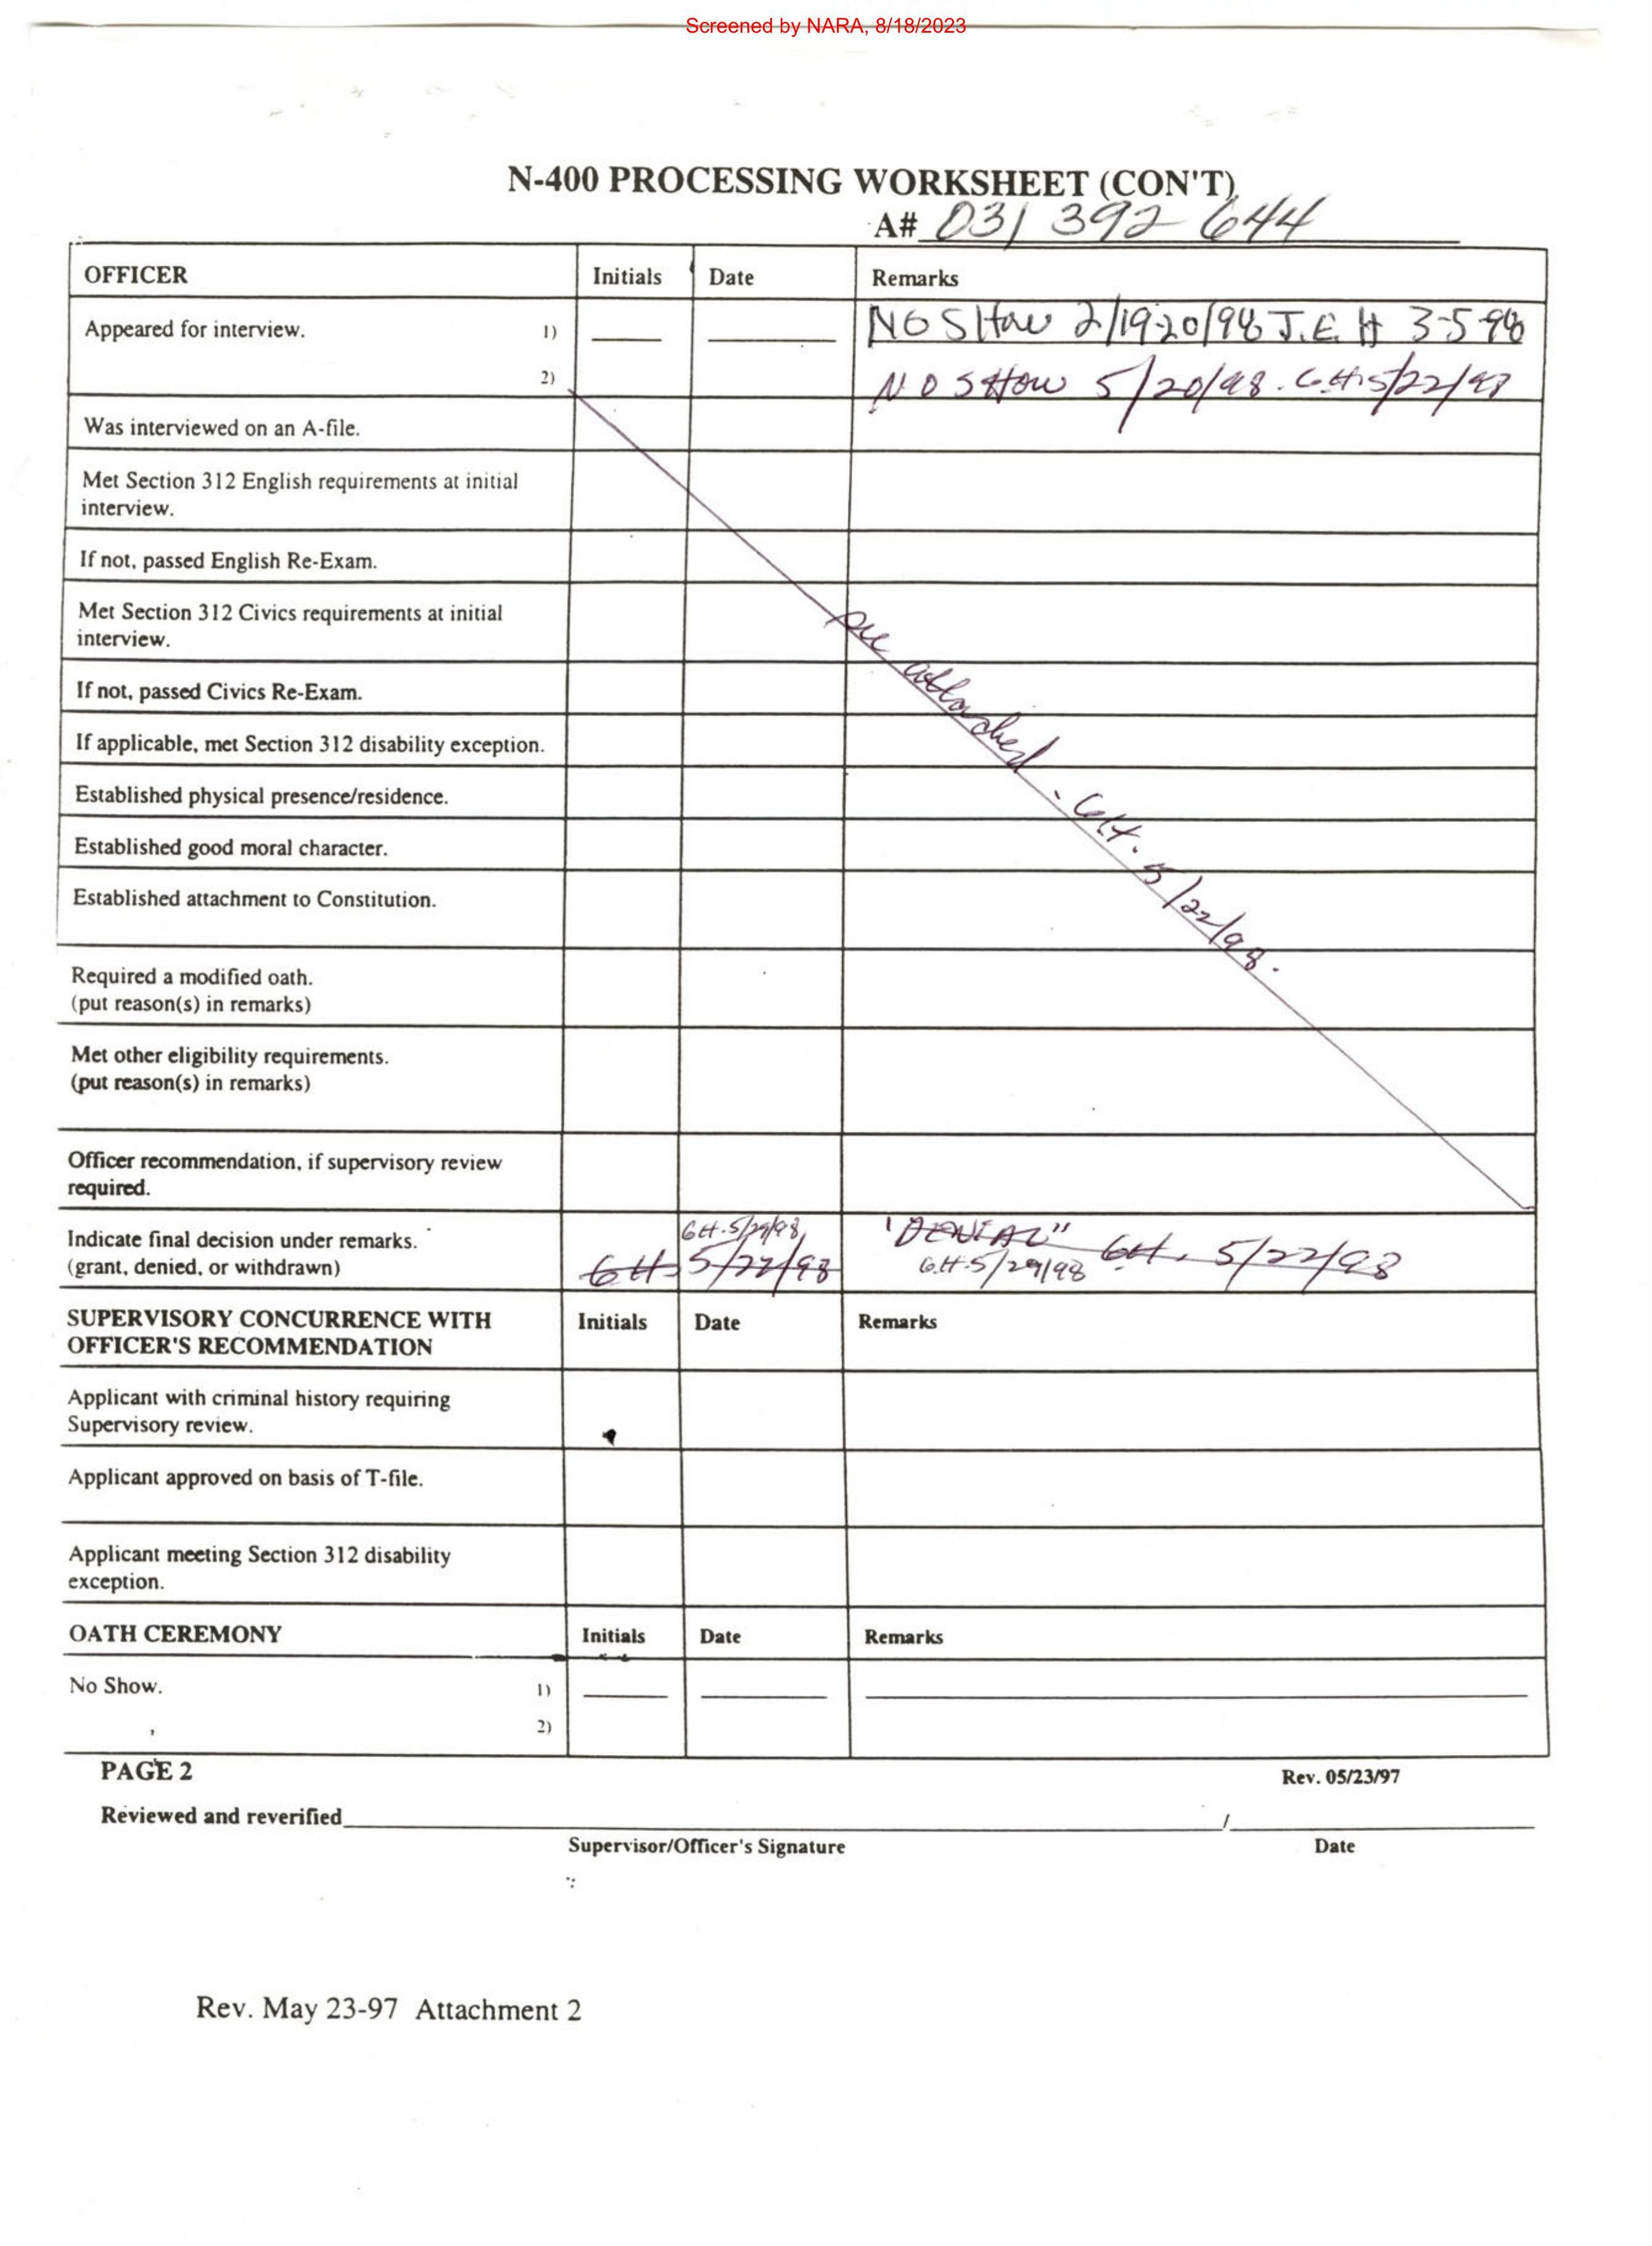 Screened by NARA, 8/18/2023
N-400 PROCESSING WORKSHEET (CON'T)
A# 031 392 644
OFFICER Initials Date Remarks
Appeared for interview. 1) NO SHow 2/19-20/98 J.E.H 3-5-98
2) NO SHow 5/20/98. G.H. 5/22/98
Was interviewed on an A-file.
Met Section 312 English requirements at initial
interview.
If not, passed English Re-Exam.
Met Section 312 Civics requirements at initial
interview.
see attached - G.H. 5/22/98.
If not, passed Civics Re-Exam.
If applicable, met Section 312 disability exception.
Established physical presence/residence.
Established good moral character.
Established attachment to Constitution.
Required a modified oath.
(put reason(s) in remarks)
Met other eligibility requirements.
(put reason(s) in remarks)
Officer recommendation, if supervisory review
required.
Indicate final decision under remarks. G.H. 5/29/98 "DENIAL" G.H. 5/22/98
(grant, denied, or withdrawn) G.H. 5/22/98 G.H. 5/29/98
SUPERVISORY CONCURRENCE WITH Initials Date Remarks
OFFICER'S RECOMMENDATION
Applicant with criminal history requiring
Supervisory review.
Applicant approved on basis of T-file.
Applicant meeting Section 312 disability
exception.
OATH CEREMONY Initials Date Remarks
No Show. 1)
2)
PAGE 2 Rev. 05/23/97
Reviewed and reverified /
Supervisor/Officer's Signature Date
Rev. May 23-97 Attachment 2